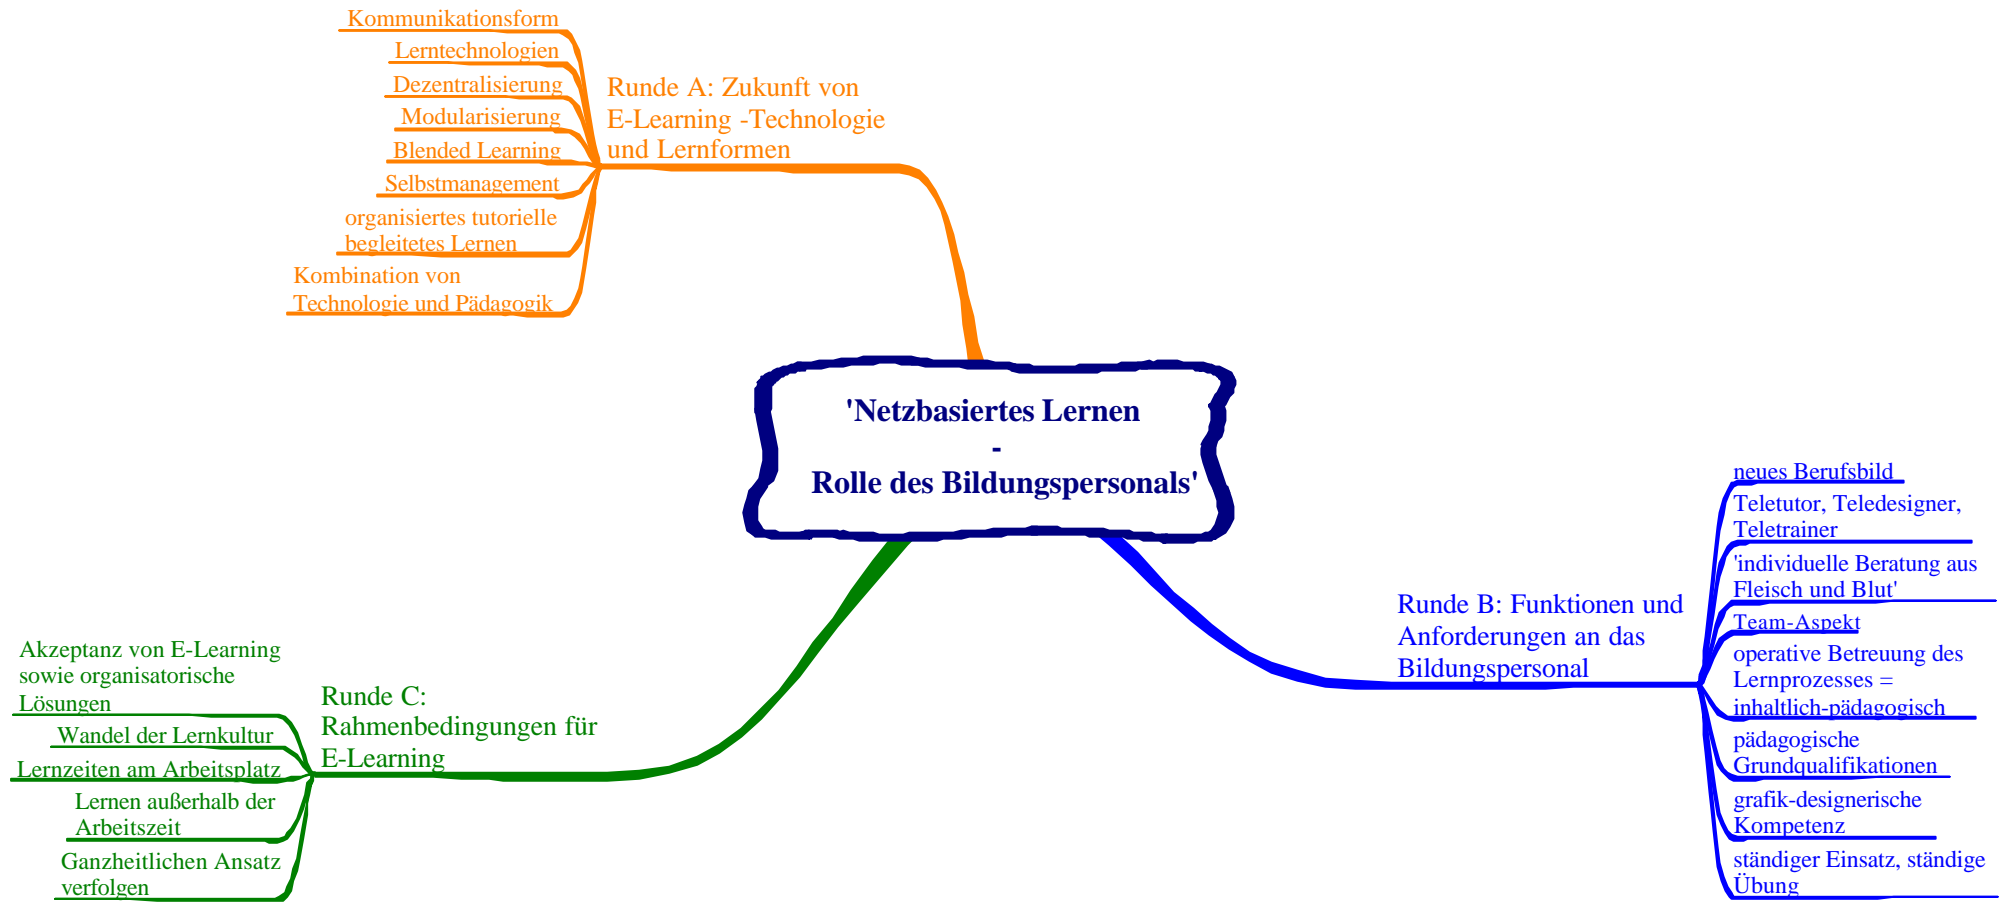 Kommunikationsform
Lerntechnologien
Dezentralisierung
Modularisierung
Blended Learning
Selbstmanagement
organisiertes tutorielle
begleitetes Lernen
Kombination von
Technologie und Pädagogik
Runde A: Zukunft von
E-Learning -Technologie
und Lernformen
'Netzbasiertes Lernen
-
Rolle des Bildungspersonals'
Runde B: Funktionen und
Anforderungen an das
Bildungspersonal
neues Berufsbild
Teletutor, Teledesigner,
Teletrainer
'individuelle Beratung aus
Fleisch und Blut'
Team-Aspekt
operative Betreuung des
Lernprozesses =
inhaltlich-pädagogisch
pädagogische
Grundqualifikationen
grafik-designerische
Kompetenz
ständiger Einsatz, ständige
Übung
Runde C:
Rahmenbedingungen für
E-Learning
Akzeptanz von E-Learning
sowie organisatorische
Lösungen
Wandel der Lernkultur
Lernzeiten am Arbeitsplatz
Lernen außerhalb der
Arbeitszeit
Ganzheitlichen Ansatz
verfolgen